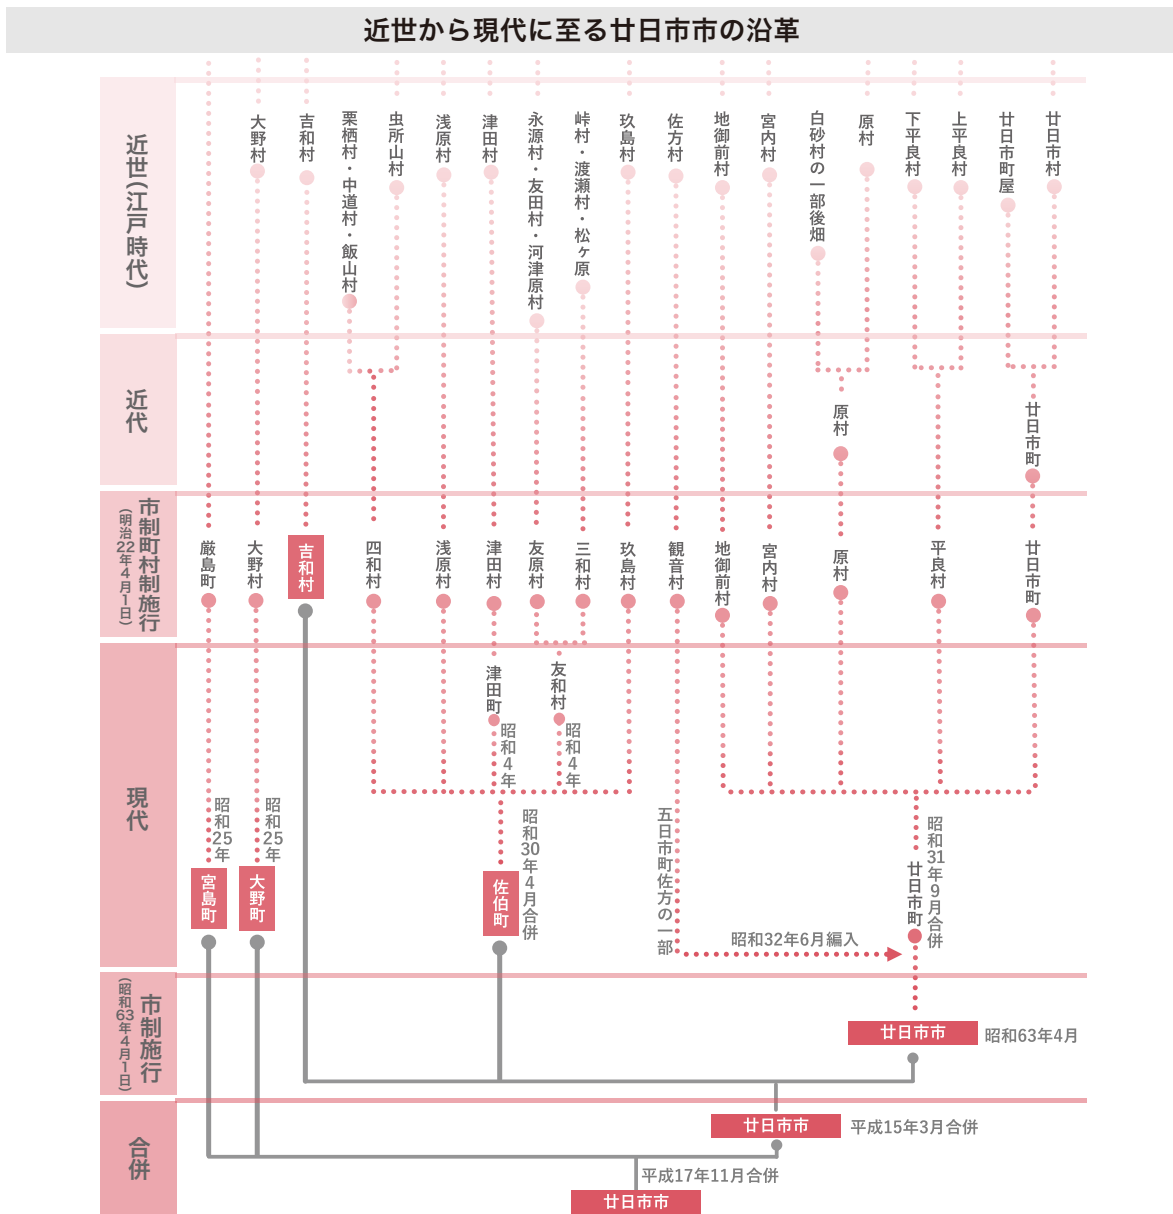 近世から現代に至る廿日市市の沿革
近世(江戸時代)
大野村
吉和村
栗栖村・中道村・飯山村
虫所山村
浅原村
津田村
永源村・友田村・河津原村
峠村・渡瀬村・松ヶ原
玖島村
佐方村
地御前村
宮内村
白砂村の一部後畑
原村
下平良村
上平良村
廿日市町屋
廿日市村
近代
原村
廿日市町
市制町村制施行
(明治22年4月1日)
厳島町
大野村
吉和村
四和村
浅原村
津田村
友原村
三和村
玖島村
観音村
地御前村
宮内村
原村
平良村
廿日市町
現代
津田町
昭和4年
友和村
昭和4年
昭和25年
宮島町
昭和25年
大野町
昭和30年4月合併
佐伯町
五日市町佐方の一部
昭和32年6月編入
昭和31年9月合併
廿日市町
市制施行
(昭和63年4月1日)
廿日市市
昭和63年4月
合併
廿日市市
平成15年3月合併
平成17年11月合併
廿日市市